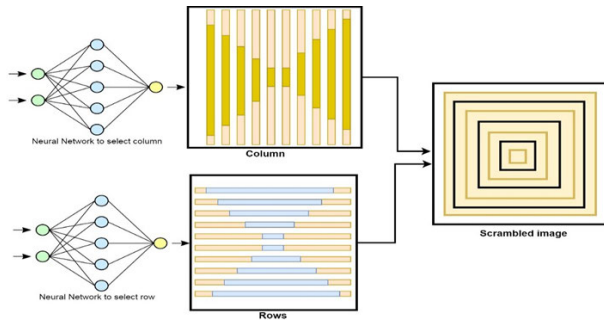 Neural Network to select column
Column
Scrambled image
Neural Network to select row
Rows